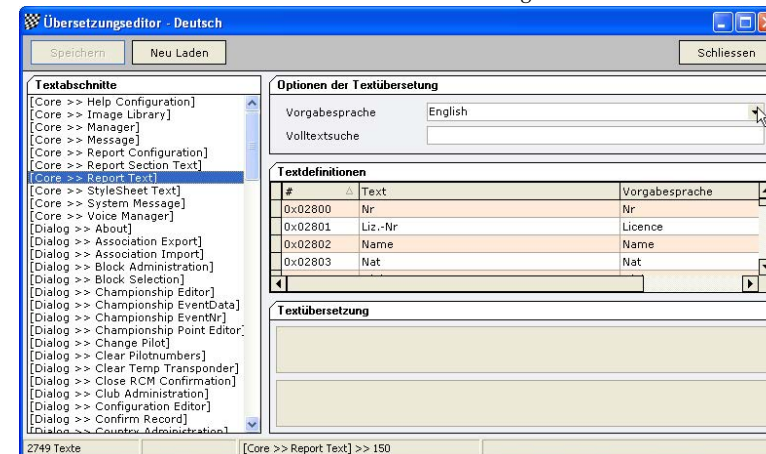 Übersetzungseditor - Deutsch
Speichern
Neu Laden
Schliessen
Textabschnitte
[Core >> Help Configuration]
[Core >> Image Library]
[Core >> Manager]
[Core >> Message]
[Core >> Report Configuration]
[Core >> Report Section Text]
[Core >> Report Text]
[Core >> StyleSheet Text]
[Core >> System Message]
[Core >> Voice Manager]
[Dialog >> About]
[Dialog >> Association Export]
[Dialog >> Association Import]
[Dialog >> Block Administration]
[Dialog >> Block Selection]
[Dialog >> Championship Editor]
[Dialog >> Championship EventData]
[Dialog >> Championship EventNr]
[Dialog >> Championship Point Editor]
[Dialog >> Change Pilot]
[Dialog >> Clear Pilotnumbers]
[Dialog >> Clear Temp Transponder]
[Dialog >> Close RCM Confirmation]
[Dialog >> Club Administration]
[Dialog >> Configuration Editor]
[Dialog >> Confirm Record]
[Dialog >> Country Administration]
Optionen der Textübersetung
Vorgabesprache English
Volltextsuche
Textdefinitionen
# Text Vorgabesprache
0x02800 Nr Nr
0x02801 Liz.-Nr Licence
0x02802 Name Name
0x02803 Nat Nat
Textübersetzung
2749 Texte [Core >> Report Text] >> 150